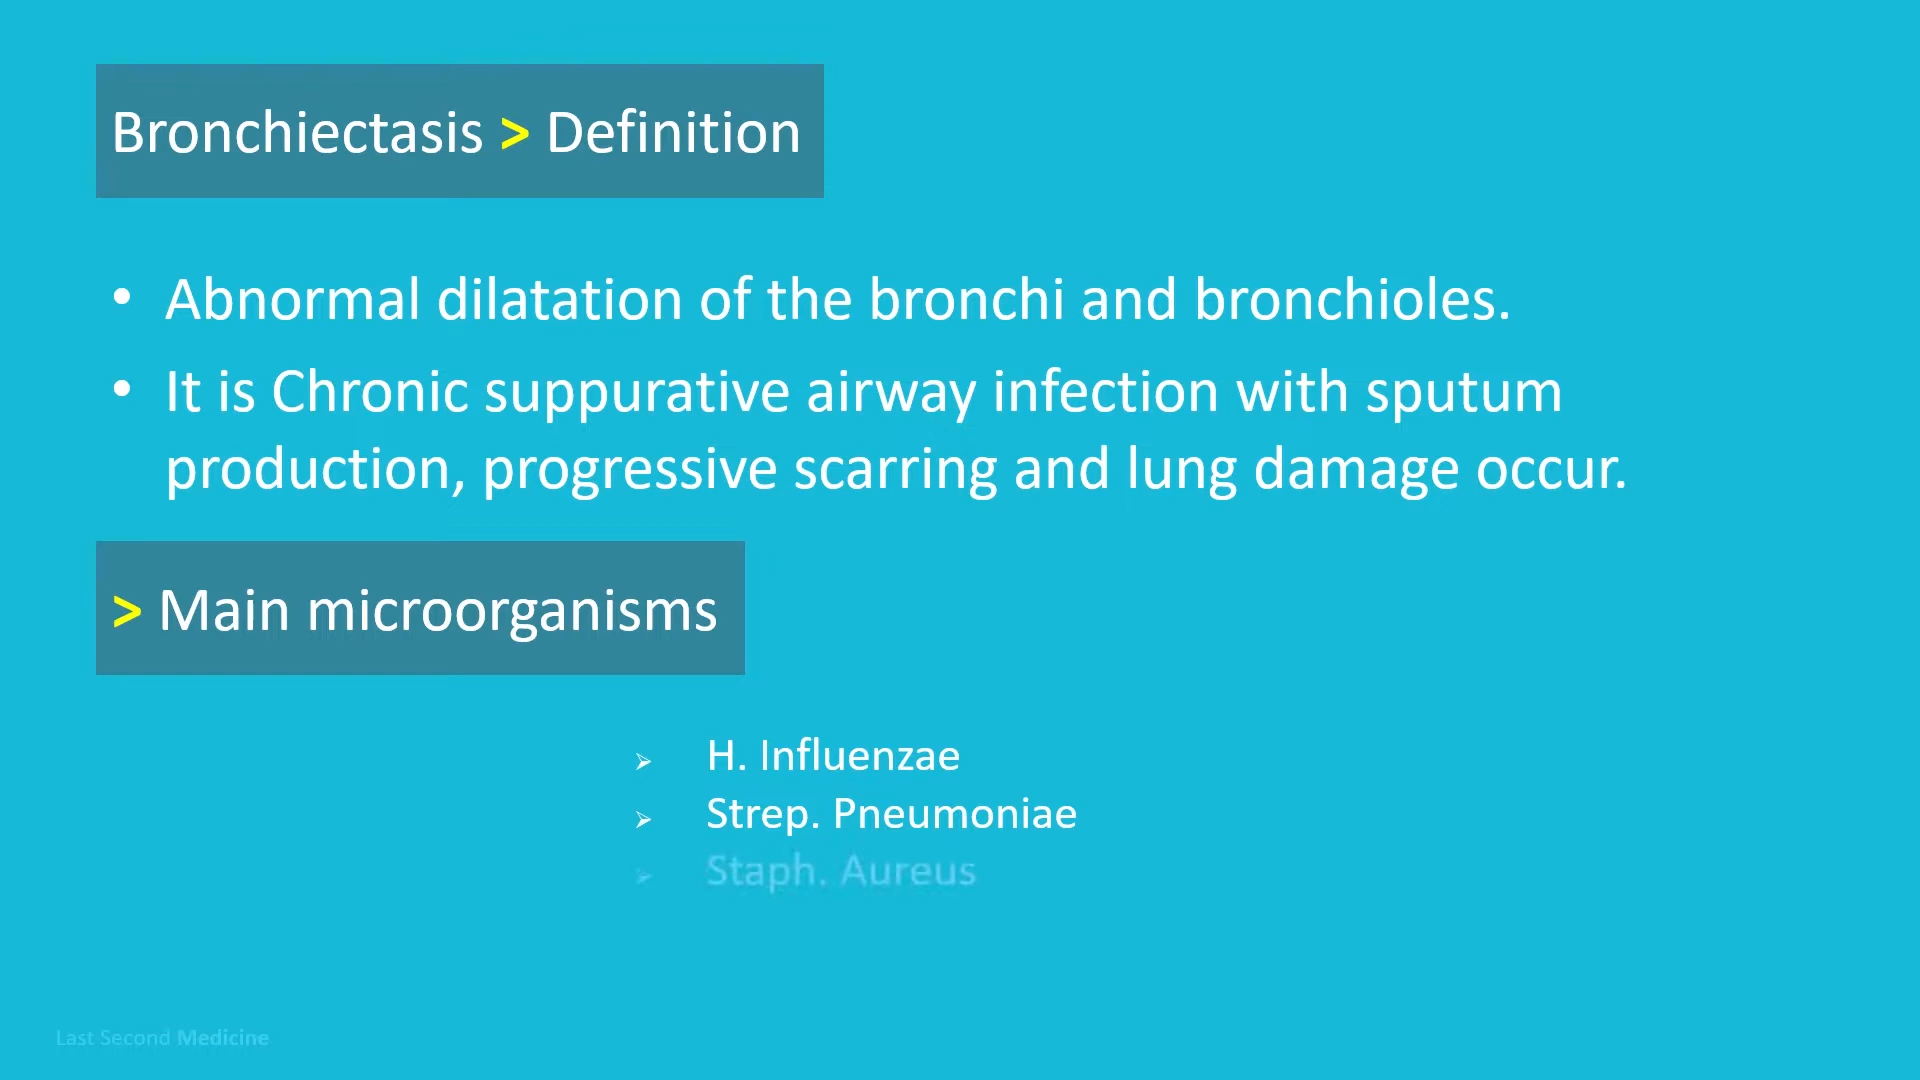 Bronchiectasis > Definition
• Abnormal dilatation of the bronchi and bronchioles.
• It is Chronic suppurative airway infection with sputum
production, progressive scarring and lung damage occur.
> Main microorganisms
➢ H. Influenzae
➢ Strep. Pneumoniae
➢ Staph. Aureus
Last Second Medicine